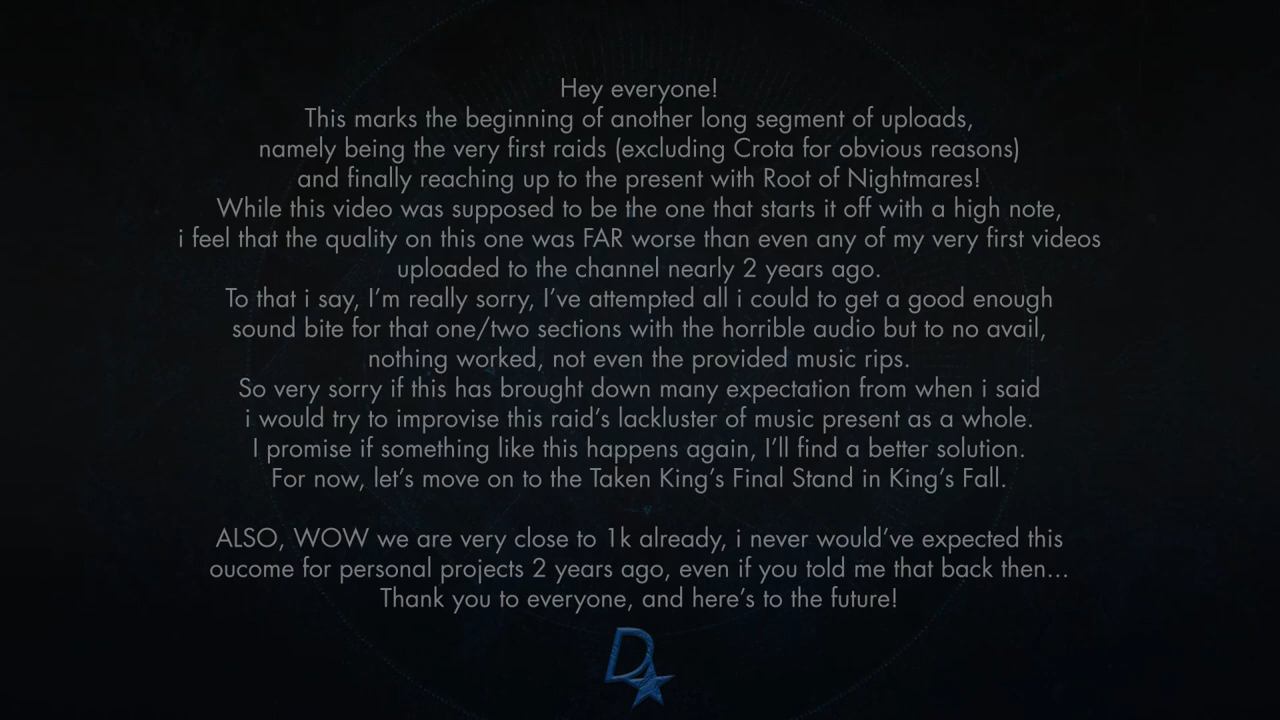 Hey everyone!
This marks the beginning of another long segment of uploads,
namely being the very first raids (excluding Crota for obvious reasons)
and finally reaching up to the present with Root of Nightmares!
While this video was supposed to be the one that starts it off with a high note,
i feel that the quality on this one was FAR worse than even any of my very first videos
uploaded to the channel nearly 2 years ago.
To that i say, I'm really sorry, I've attempted all i could to get a good enough
sound bite for that one/two sections with the horrible audio but to no avail,
nothing worked, not even the provided music rips.
So very sorry if this has brought down many expectation from when i said
i would try to improvise this raid's lackluster of music present as a whole.
I promise if something like this happens again, I'll find a better solution.
For now, let's move on to the Taken King's Final Stand in King's Fall.
ALSO, WOW we are very close to 1k already, i never would've expected this
oucome for personal projects 2 years ago, even if you told me that back then...
Thank you to everyone, and here's to the future!
D